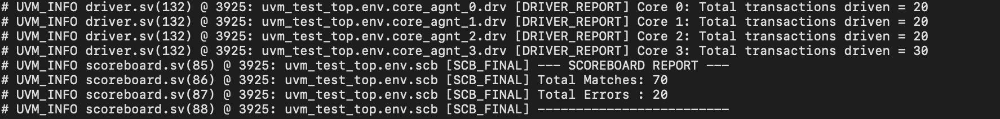 # UVM_INFO driver.sv(132) @ 3925: uvm_test_top.env.core_agnt_0.drv [DRIVER_REPORT] Core 0: Total transactions driven = 20
# UVM_INFO driver.sv(132) @ 3925: uvm_test_top.env.core_agnt_1.drv [DRIVER_REPORT] Core 1: Total transactions driven = 20
# UVM_INFO driver.sv(132) @ 3925: uvm_test_top.env.core_agnt_2.drv [DRIVER_REPORT] Core 2: Total transactions driven = 20
# UVM_INFO driver.sv(132) @ 3925: uvm_test_top.env.core_agnt_3.drv [DRIVER_REPORT] Core 3: Total transactions driven = 30
# UVM_INFO scoreboard.sv(85) @ 3925: uvm_test_top.env.scb [SCB_FINAL] --- SCOREBOARD REPORT ---
# UVM_INFO scoreboard.sv(86) @ 3925: uvm_test_top.env.scb [SCB_FINAL] Total Matches: 70
# UVM_INFO scoreboard.sv(87) @ 3925: uvm_test_top.env.scb [SCB_FINAL] Total Errors : 20
# UVM_INFO scoreboard.sv(88) @ 3925: uvm_test_top.env.scb [SCB_FINAL] -------------------------